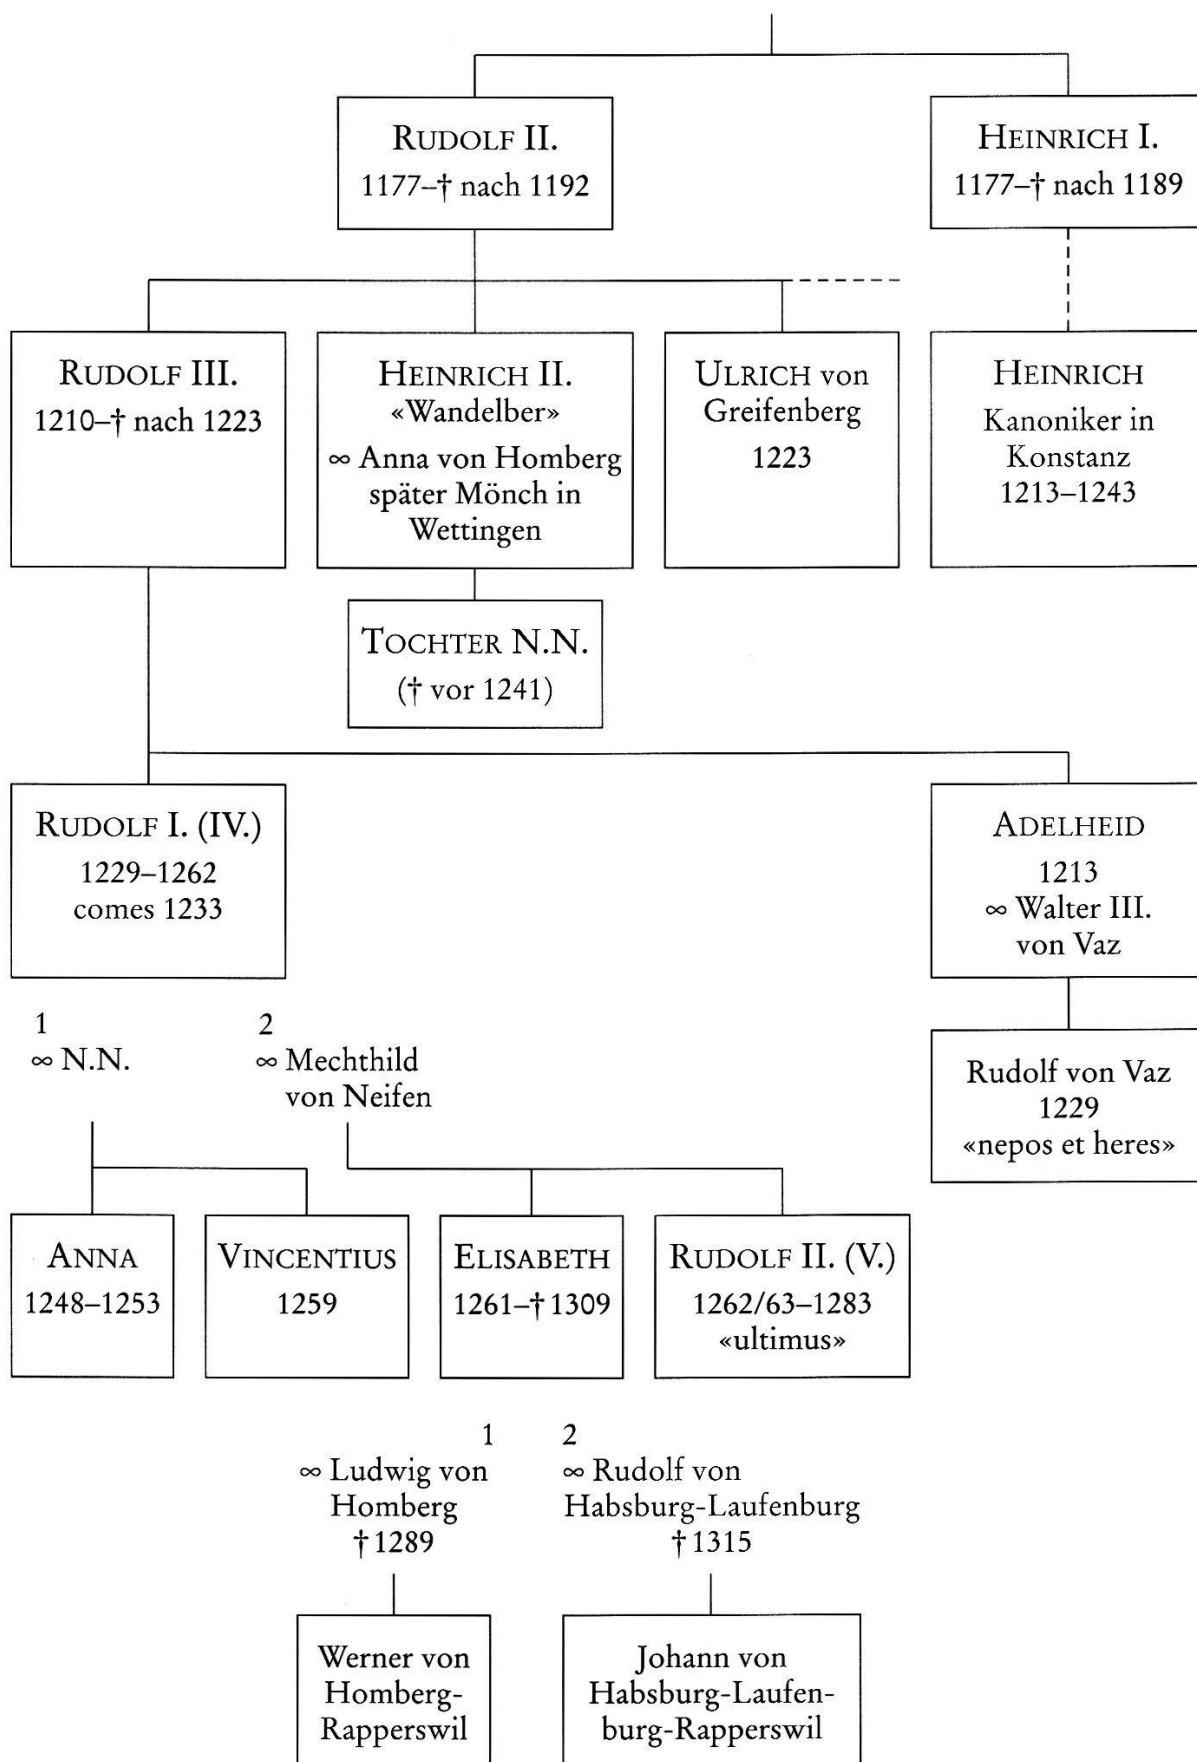 RUDOLF II.
1177–† nach 1192
HEINRICH I.
1177–† nach 1189
RUDOLF III.
1210–† nach 1223
HEINRICH II.
«Wandelber»
∞ Anna von Homberg
später Mönch in
Wettingen
ULRICH von
Greifenberg
1223
HEINRICH
Kanoniker in
Konstanz
1213–1243
TOCHTER N.N.
(† vor 1241)
RUDOLF I. (IV.)
1229–1262
comes 1233
ADELHEID
1213
∞ Walter III.
von Vaz
1
∞ N.N.
2
∞ Mechthild
von Neifen
Rudolf von Vaz
1229
«nepos et heres»
ANNA
1248–1253
VINCENTIUS
1259
ELISABETH
1261–† 1309
RUDOLF II. (V.)
1262/63–1283
«ultimus»
1
∞ Ludwig von
Homberg
† 1289
2
∞ Rudolf von
Habsburg-Laufenburg
† 1315
Werner von
Homberg-
Rapperswil
Johann von
Habsburg-Laufen-
burg-Rapperswil